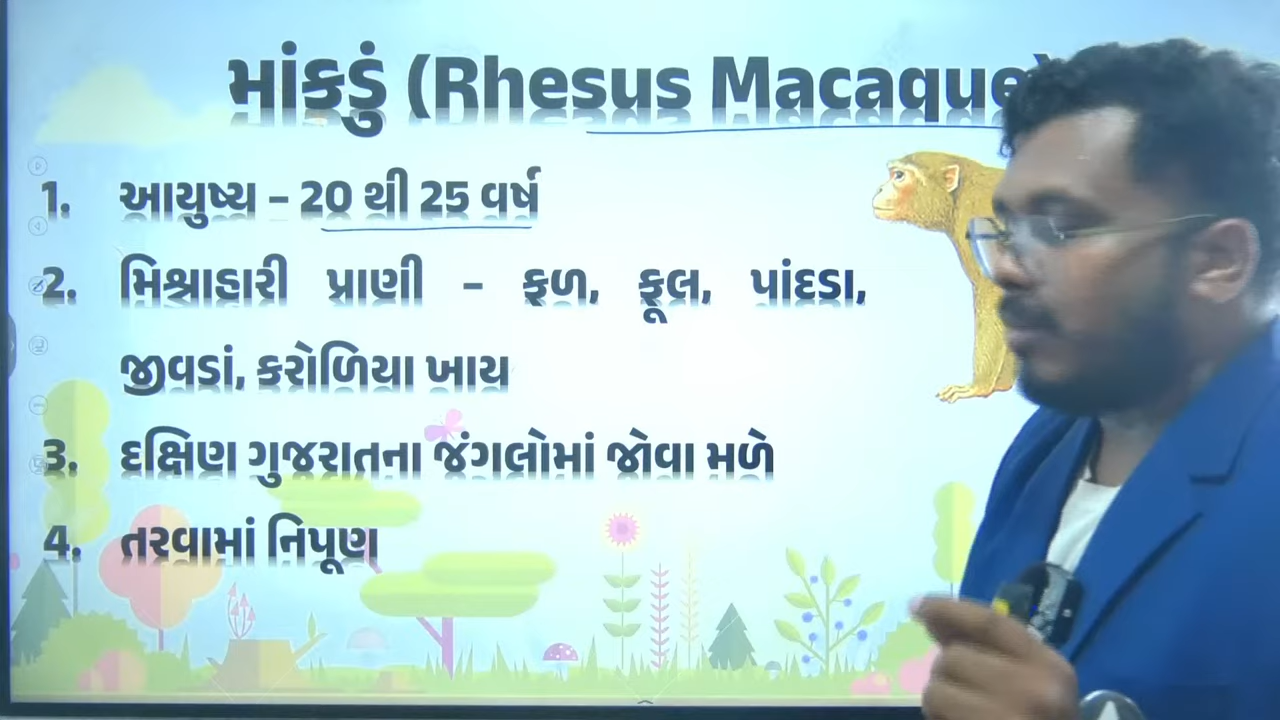 માંકડું (Rhesus Macaque)
1. આયુષ્ય – 20 થી 25 વર્ષ
2. મિશ્રાહારી પ્રાણી – ફળ, ફૂલ, પાંદડા,
જીવડાં, કરોળિયા ખાય
3. દક્ષિણ ગુજરાતના જંગલોમાં જોવા મળે
4. તરવામાં નિપૂણ